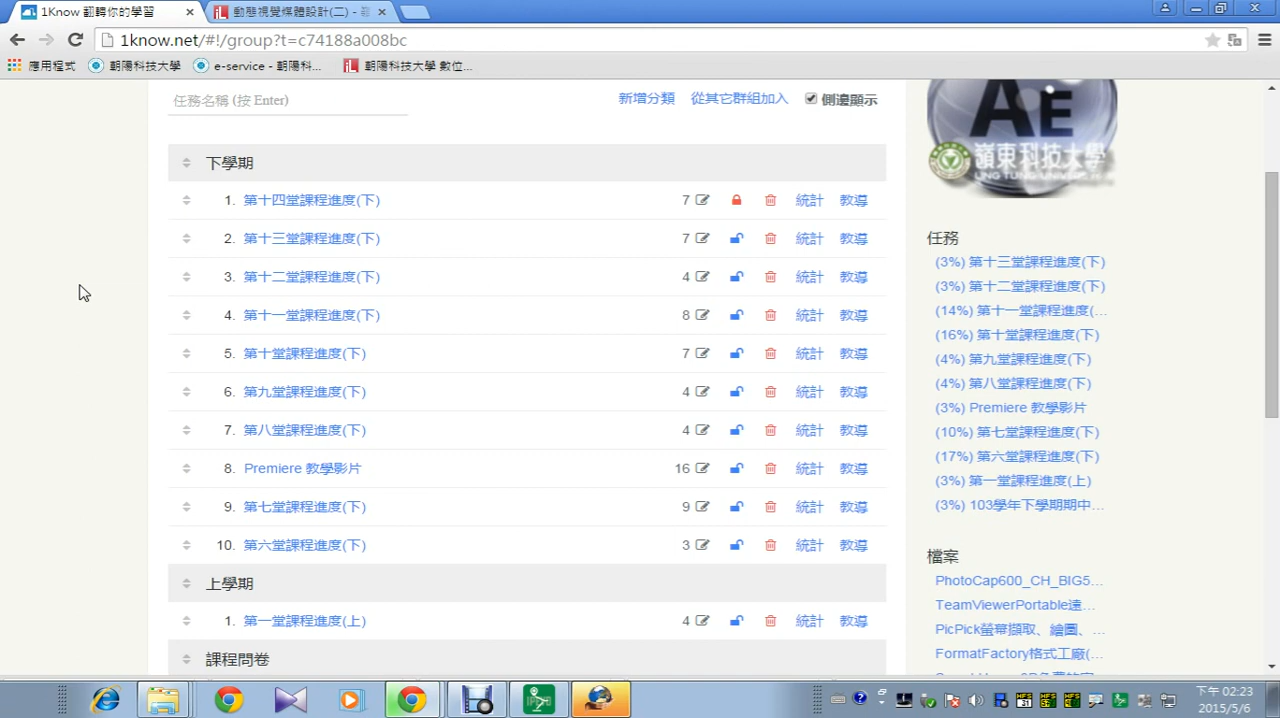 1Know 翻轉你的學習
動態視覺媒體設計(二) -
1know.net/#!/group?t=c74188a008bc
應用程式
朝陽科技大學
e-service - 朝陽科...
朝陽科技大學 數位...
任務名稱 (按 Enter)
新增分類
從其它群組加入
側邊顯示
下學期
1. 第十四堂課程進度(下) 7 統計 教導
2. 第十三堂課程進度(下) 7 統計 教導
3. 第十二堂課程進度(下) 4 統計 教導
4. 第十一堂課程進度(下) 8 統計 教導
5. 第十堂課程進度(下) 7 統計 教導
6. 第九堂課程進度(下) 4 統計 教導
7. 第八堂課程進度(下) 4 統計 教導
8. Premiere 教學影片 16 統計 教導
9. 第七堂課程進度(下) 9 統計 教導
10. 第六堂課程進度(下) 3 統計 教導
上學期
1. 第一堂課程進度(上) 4 統計 教導
課程問卷
AE
嶺東科技大學
LING TUNG UNIVERS
任務
(3%) 第十三堂課程進度(下)
(3%) 第十二堂課程進度(下)
(14%) 第十一堂課程進度(...
(16%) 第十堂課程進度(下)
(4%) 第九堂課程進度(下)
(4%) 第八堂課程進度(下)
(3%) Premiere 教學影片
(10%) 第七堂課程進度(下)
(17%) 第六堂課程進度(下)
(3%) 第一堂課程進度(上)
(3%) 103學年下學期期中...
檔案
PhotoCap600_CH_BIG5...
TeamViewerPortable遠...
PicPick螢幕擷取、繪圖、...
FormatFactory格式工廠(...
下午 02:23
2015/5/6